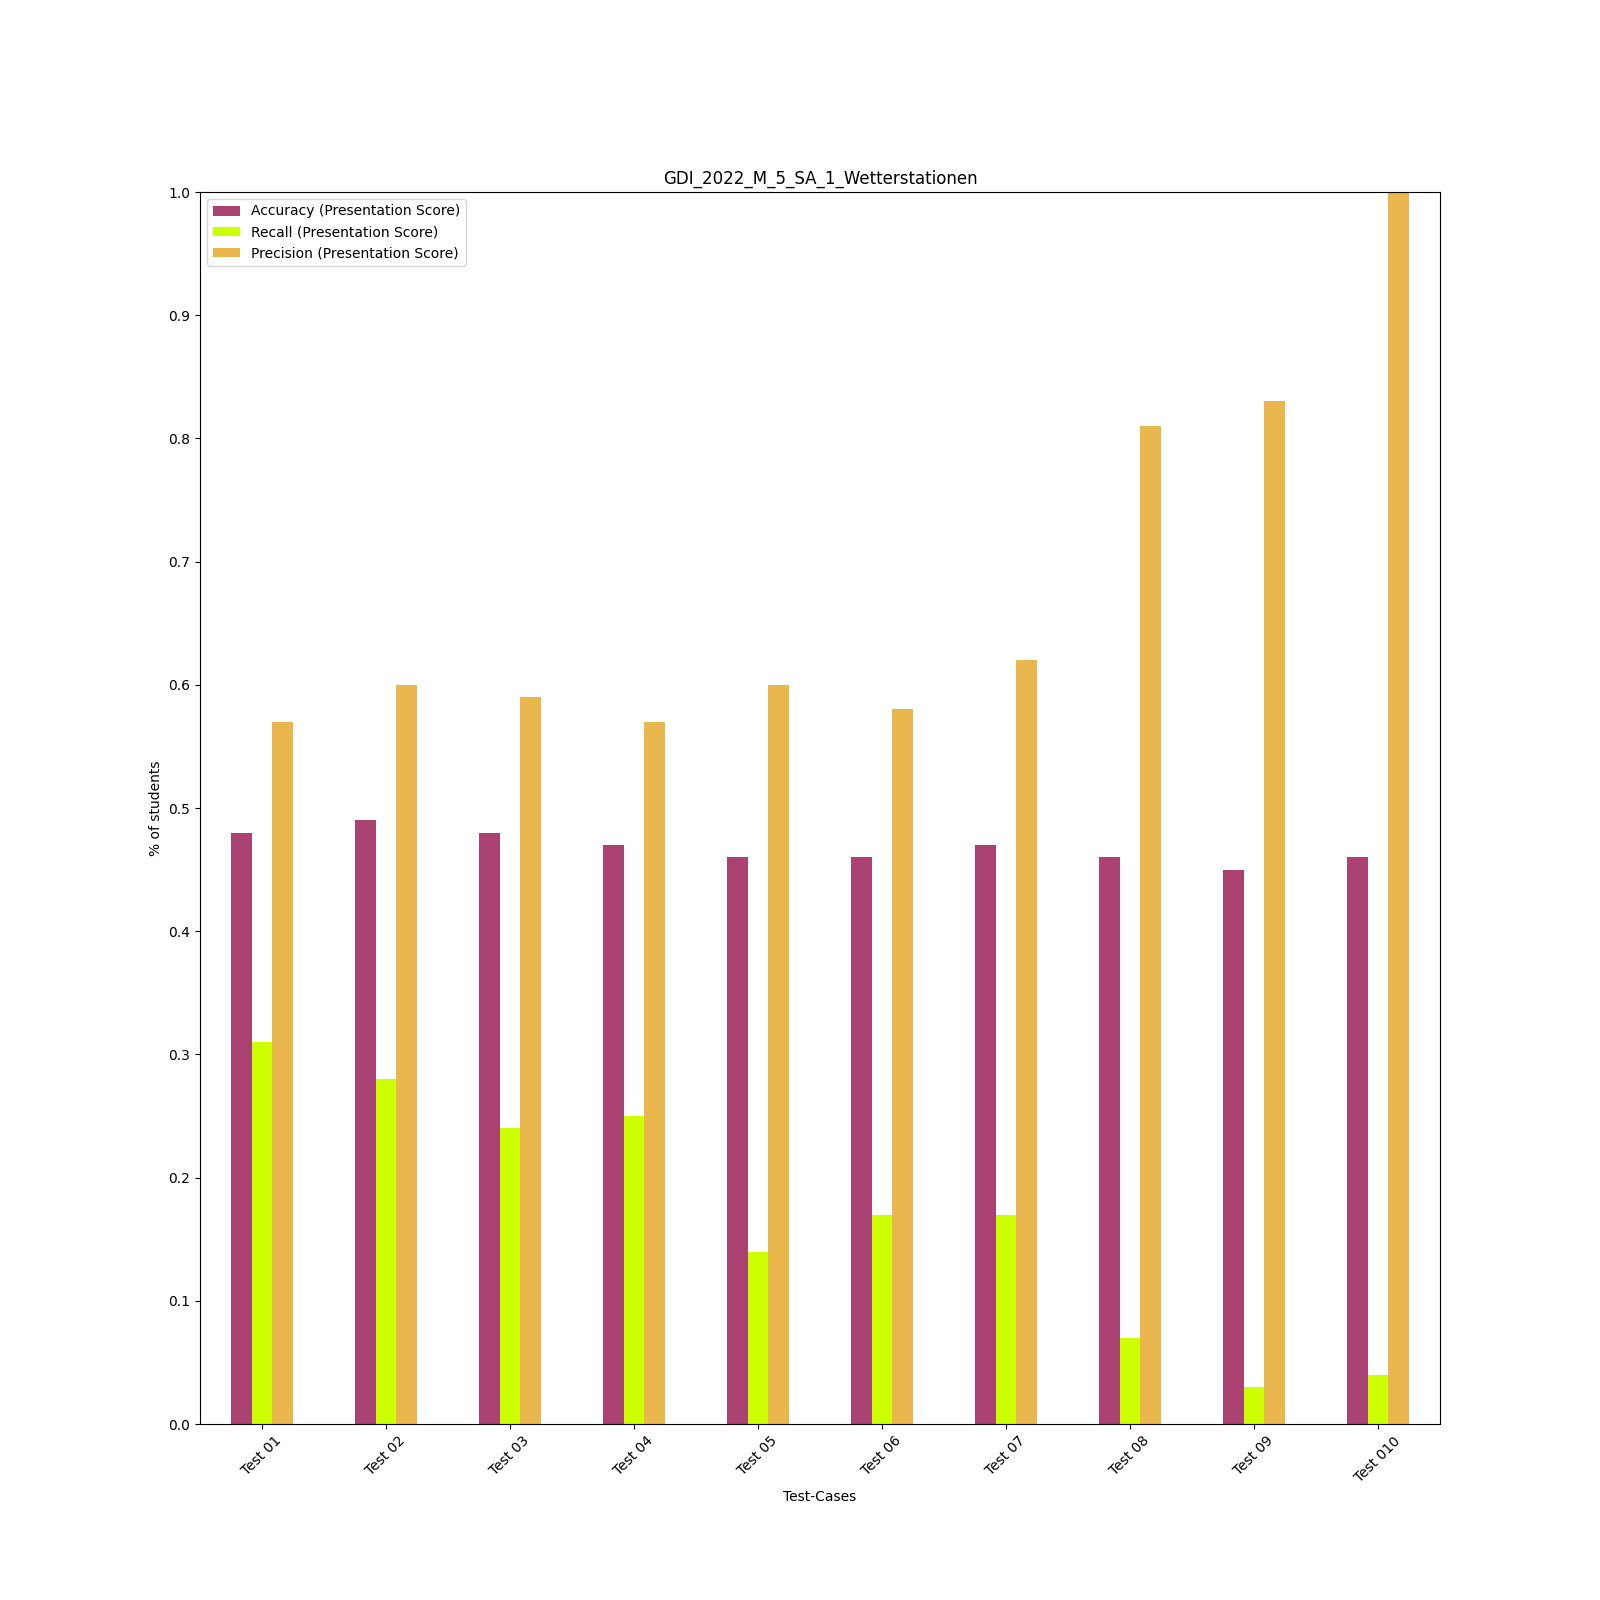 GDI_2022_M_5_SA_1_Wetterstationen
1.0
0.9
0.8
0.7
0.6
0.5
0.4
0.3
0.2
0.1
0.0
% of students
Accuracy (Presentation Score)
Recall (Presentation Score)
Precision (Presentation Score)
Test 01
Test 02
Test 03
Test 04
Test 05
Test 06
Test 07
Test 08
Test 09
Test 010
Test-Cases